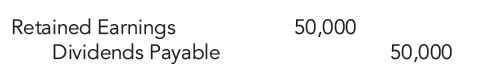 Retained Earnings 50,000
Dividends Payable 50,000